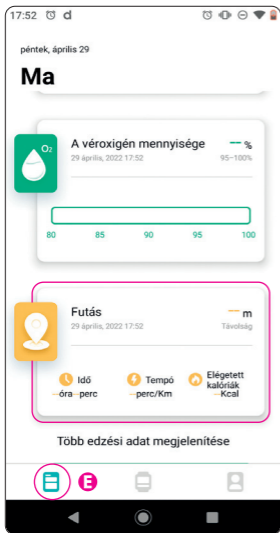 17:52 d
péntek, április 29
Ma
O₂
A véroxigén mennyisége --%
29 április, 2022 17:52 95-100%
80 85 90 95 100
Futás -- m
29 április, 2022 17:52 Távolság
Idő Tempó Elégetett kalóriák
--óra--perc --perc/Km --Kcal
Több edzési adat megjelenítése
E